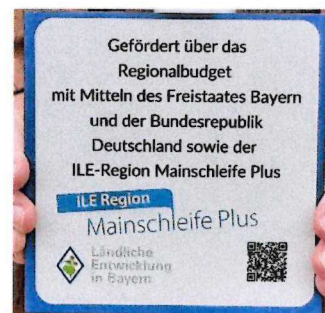 Gefördert über das
Regionalbudget
mit Mitteln des Freistaates Bayern
und der Bundesrepublik
Deutschland sowie der
ILE-Region Mainschleife Plus
ILE Region
Mainschleife Plus
Ländliche
Entwicklung
in Bayern